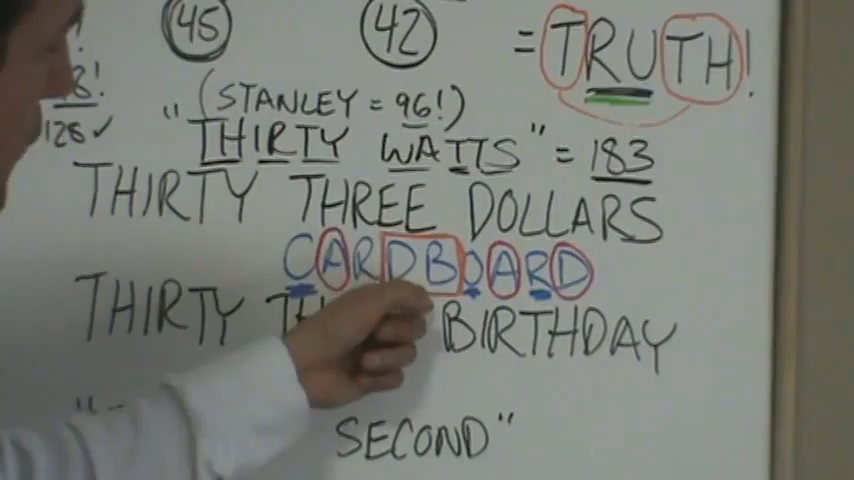 45 42 = TRUTH!
8!
128✓
(STANLEY = 96!)
"THIRTY WATTS" = 183
THIRTY THREE DOLLARS
CARDBOARD
THIRTY BIRTHDAY
SECOND"